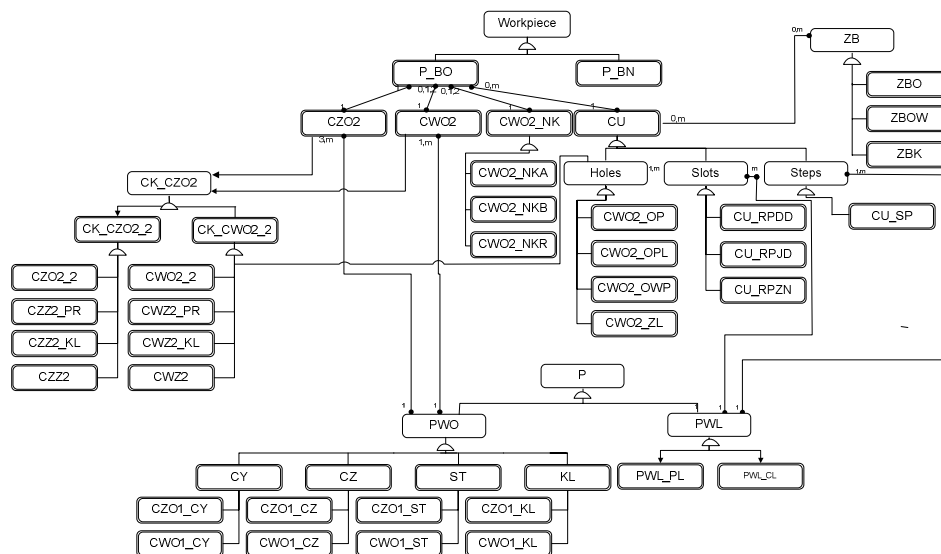 Workpiece
ZB
0,m
P_BO
P_BN
ZBO
0,1,2
0,1,2
0,m
1
1
1
1
ZBOW
CZO2
CWO2
CWO2_NK
CU
0,m
3,m
1,m
ZBK
CK_CZO2
CWO2_NKA
Holes
1,m
Slots
m
Steps
1,m
CK_CZO2_2
CK_CWO2_2
CWO2_NKB
CWO2_OP
CU_RPDD
CU_SP
CWO2_NKR
CWO2_OPL
CU_RPJD
CZO2_2
CWO2_2
CWO2_OWP
CU_RPZN
CZZ2_PR
CWZ2_PR
CWO2_ZL
CZZ2_KL
CWZ2_KL
CZZ2
CWZ2
P
1
1
1
1
1
PWO
PWL
CY
CZ
ST
KL
PWL_PL
PWL_CL
CZO1_CY
CZO1_CZ
CZO1_ST
CZO1_KL
CWO1_CY
CWO1_CZ
CWO1_ST
CWO1_KL